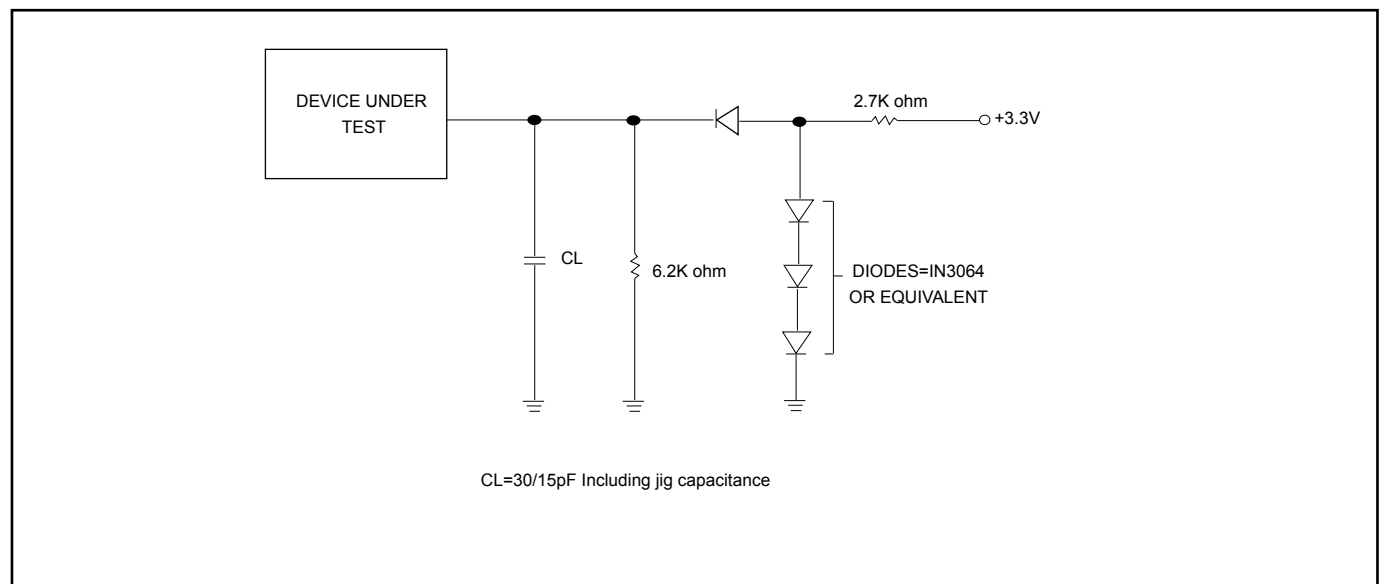 DEVICE UNDER
TEST
2.7K ohm
+3.3V
CL
6.2K ohm
DIODES=IN3064
OR EQUIVALENT
CL=30/15pF Including jig capacitance